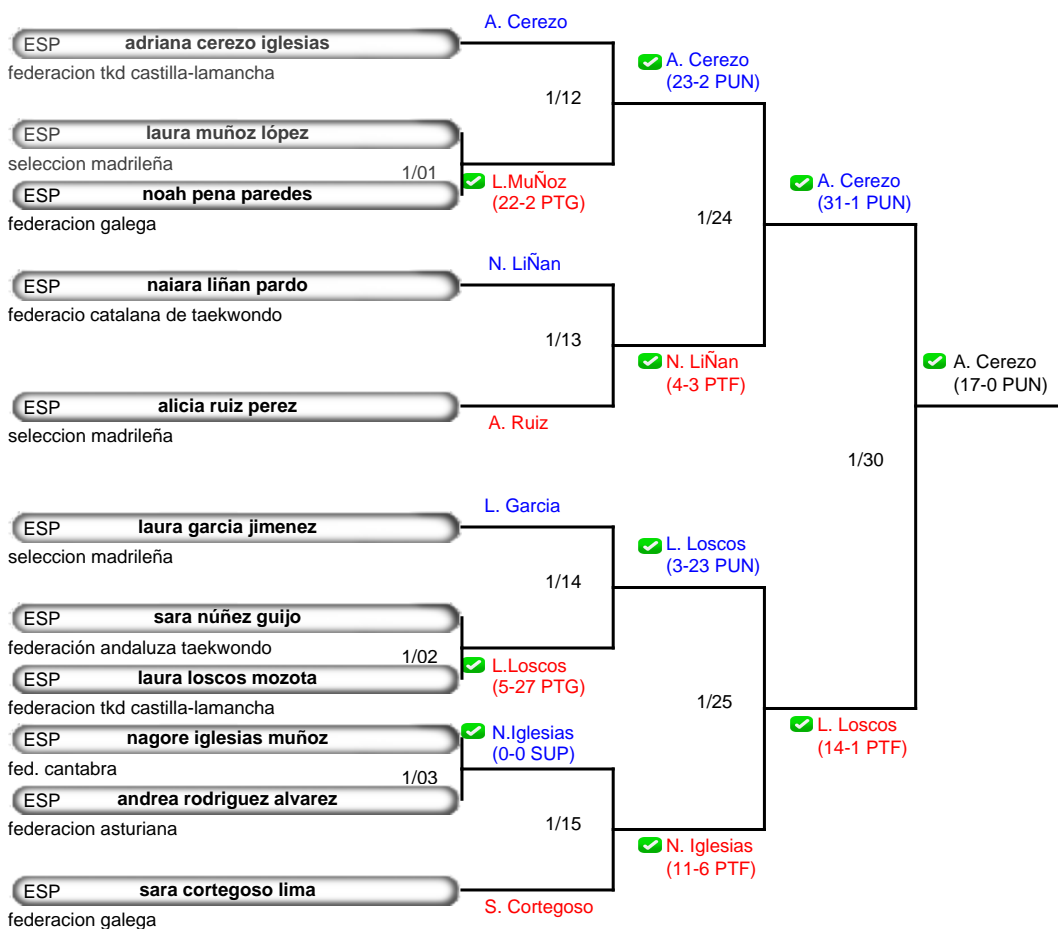 A. Cerezo
ESP adriana cerezo iglesias
federacion tkd castilla-lamancha
A. Cerezo
(23-2 PUN)
1/12
ESP laura muñoz lópez
seleccion madrileña
1/01
L.MuÑoz
(22-2 PTG)
ESP noah pena paredes
federacion galega
A. Cerezo
(31-1 PUN)
1/24
N. LiÑan
ESP naiara liñan pardo
federacio catalana de taekwondo
1/13
N. LiÑan
(4-3 PTF)
A. Cerezo
(17-0 PUN)
ESP alicia ruiz perez
seleccion madrileña
A. Ruiz
1/30
L. Garcia
ESP laura garcia jimenez
seleccion madrileña
L. Loscos
(3-23 PUN)
1/14
ESP sara núñez guijo
federación andaluza taekwondo
1/02
L.Loscos
(5-27 PTG)
ESP laura loscos mozota
federacion tkd castilla-lamancha
1/25
L. Loscos
(14-1 PTF)
ESP nagore iglesias muñoz
fed. cantabra
N.Iglesias
(0-0 SUP)
1/03
ESP andrea rodriguez alvarez
federacion asturiana
1/15
N. Iglesias
(11-6 PTF)
ESP sara cortegoso lima
federacion galega
S. Cortegoso